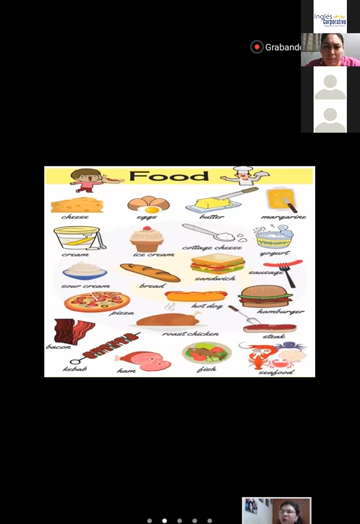 Inglés
Corporativo
Grabando
Food
cheese
eggs
butter
margarine
cream
ice cream
cottage cheese
yogurt
sour cream
bread
sandwich
sausage
pizza
hot dog
hamburger
bacon
roast chicken
steak
kebab
ham
fish
seafood